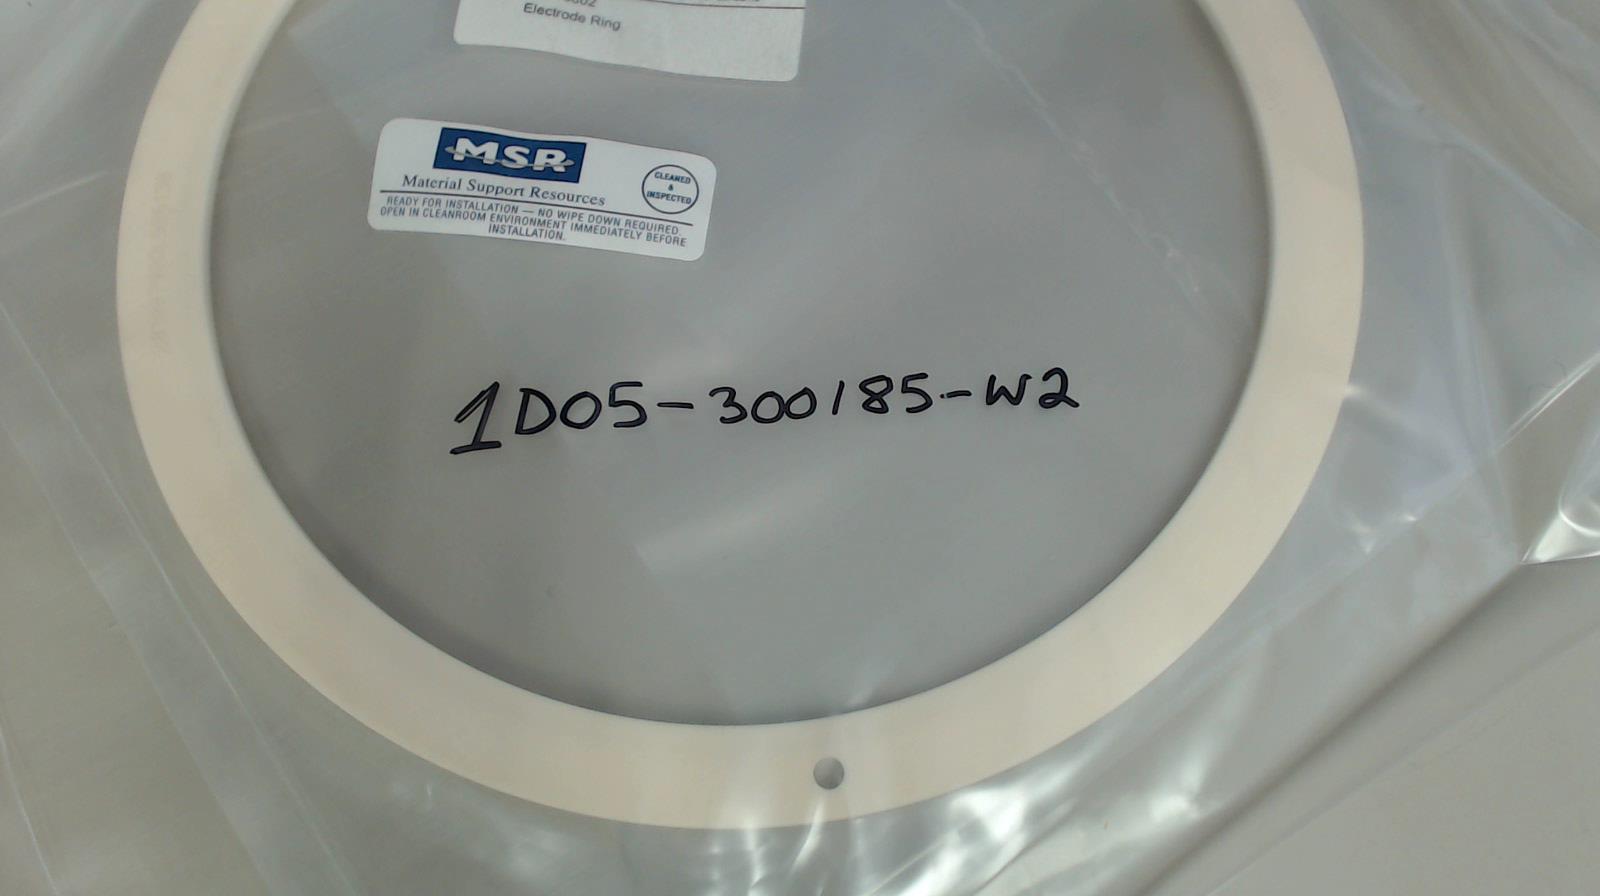 Electrode Ring
MSR
Material Support Resources
CLEANED
&
INSPECTED
READY FOR INSTALLATION — NO WIPE DOWN REQUIRED.
OPEN IN CLEANROOM ENVIRONMENT IMMEDIATELY BEFORE
INSTALLATION.
1D05-300185-W2